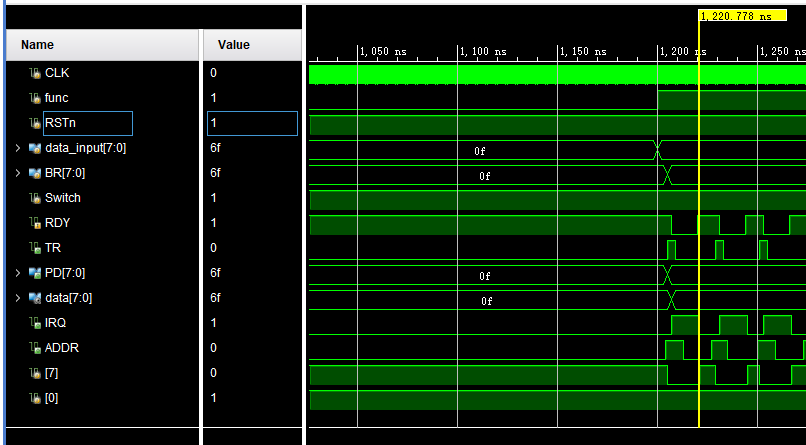 1,220.778 ns
Name Value 1,050 ns 1,100 ns 1,150 ns 1,200 ns 1,250 ns
CLK 0
func 1
RSTn 1
data_input[7:0] 6f 0f
BR[7:0] 6f 0f
Switch 1
RDY 1
TR 0
PD[7:0] 6f 0f
data[7:0] 6f 0f
IRQ 1
ADDR 0
[7] 0
[0] 1